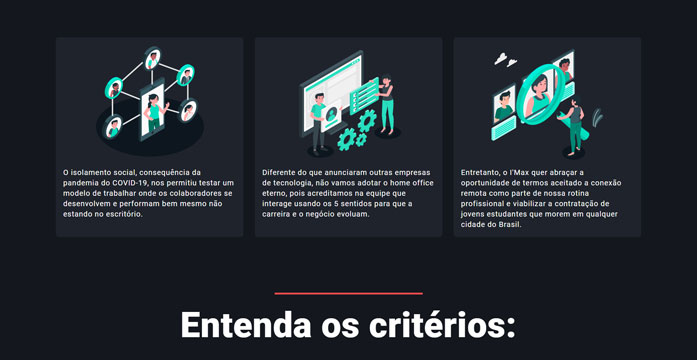 O isolamento social, consequência da
pandemia do COVID-19, nos permitiu testar um
modelo de trabalhar onde os colaboradores se
desenvolvem e performam bem mesmo não
estando no escritório.
Diferente do que anunciaram outras empresas
de tecnologia, não vamos adotar o home office
eterno, pois acreditamos na equipe que
interage usando os 5 sentidos para que a
carreira e o negócio evoluam.
Entretanto, o I'Max quer abraçar a
oportunidade de termos aceitado a conexão
remota como parte de nossa rotina
profissional e viabilizar a contratação de
jovens estudantes que morem em qualquer
cidade do Brasil.
Entenda os critérios: